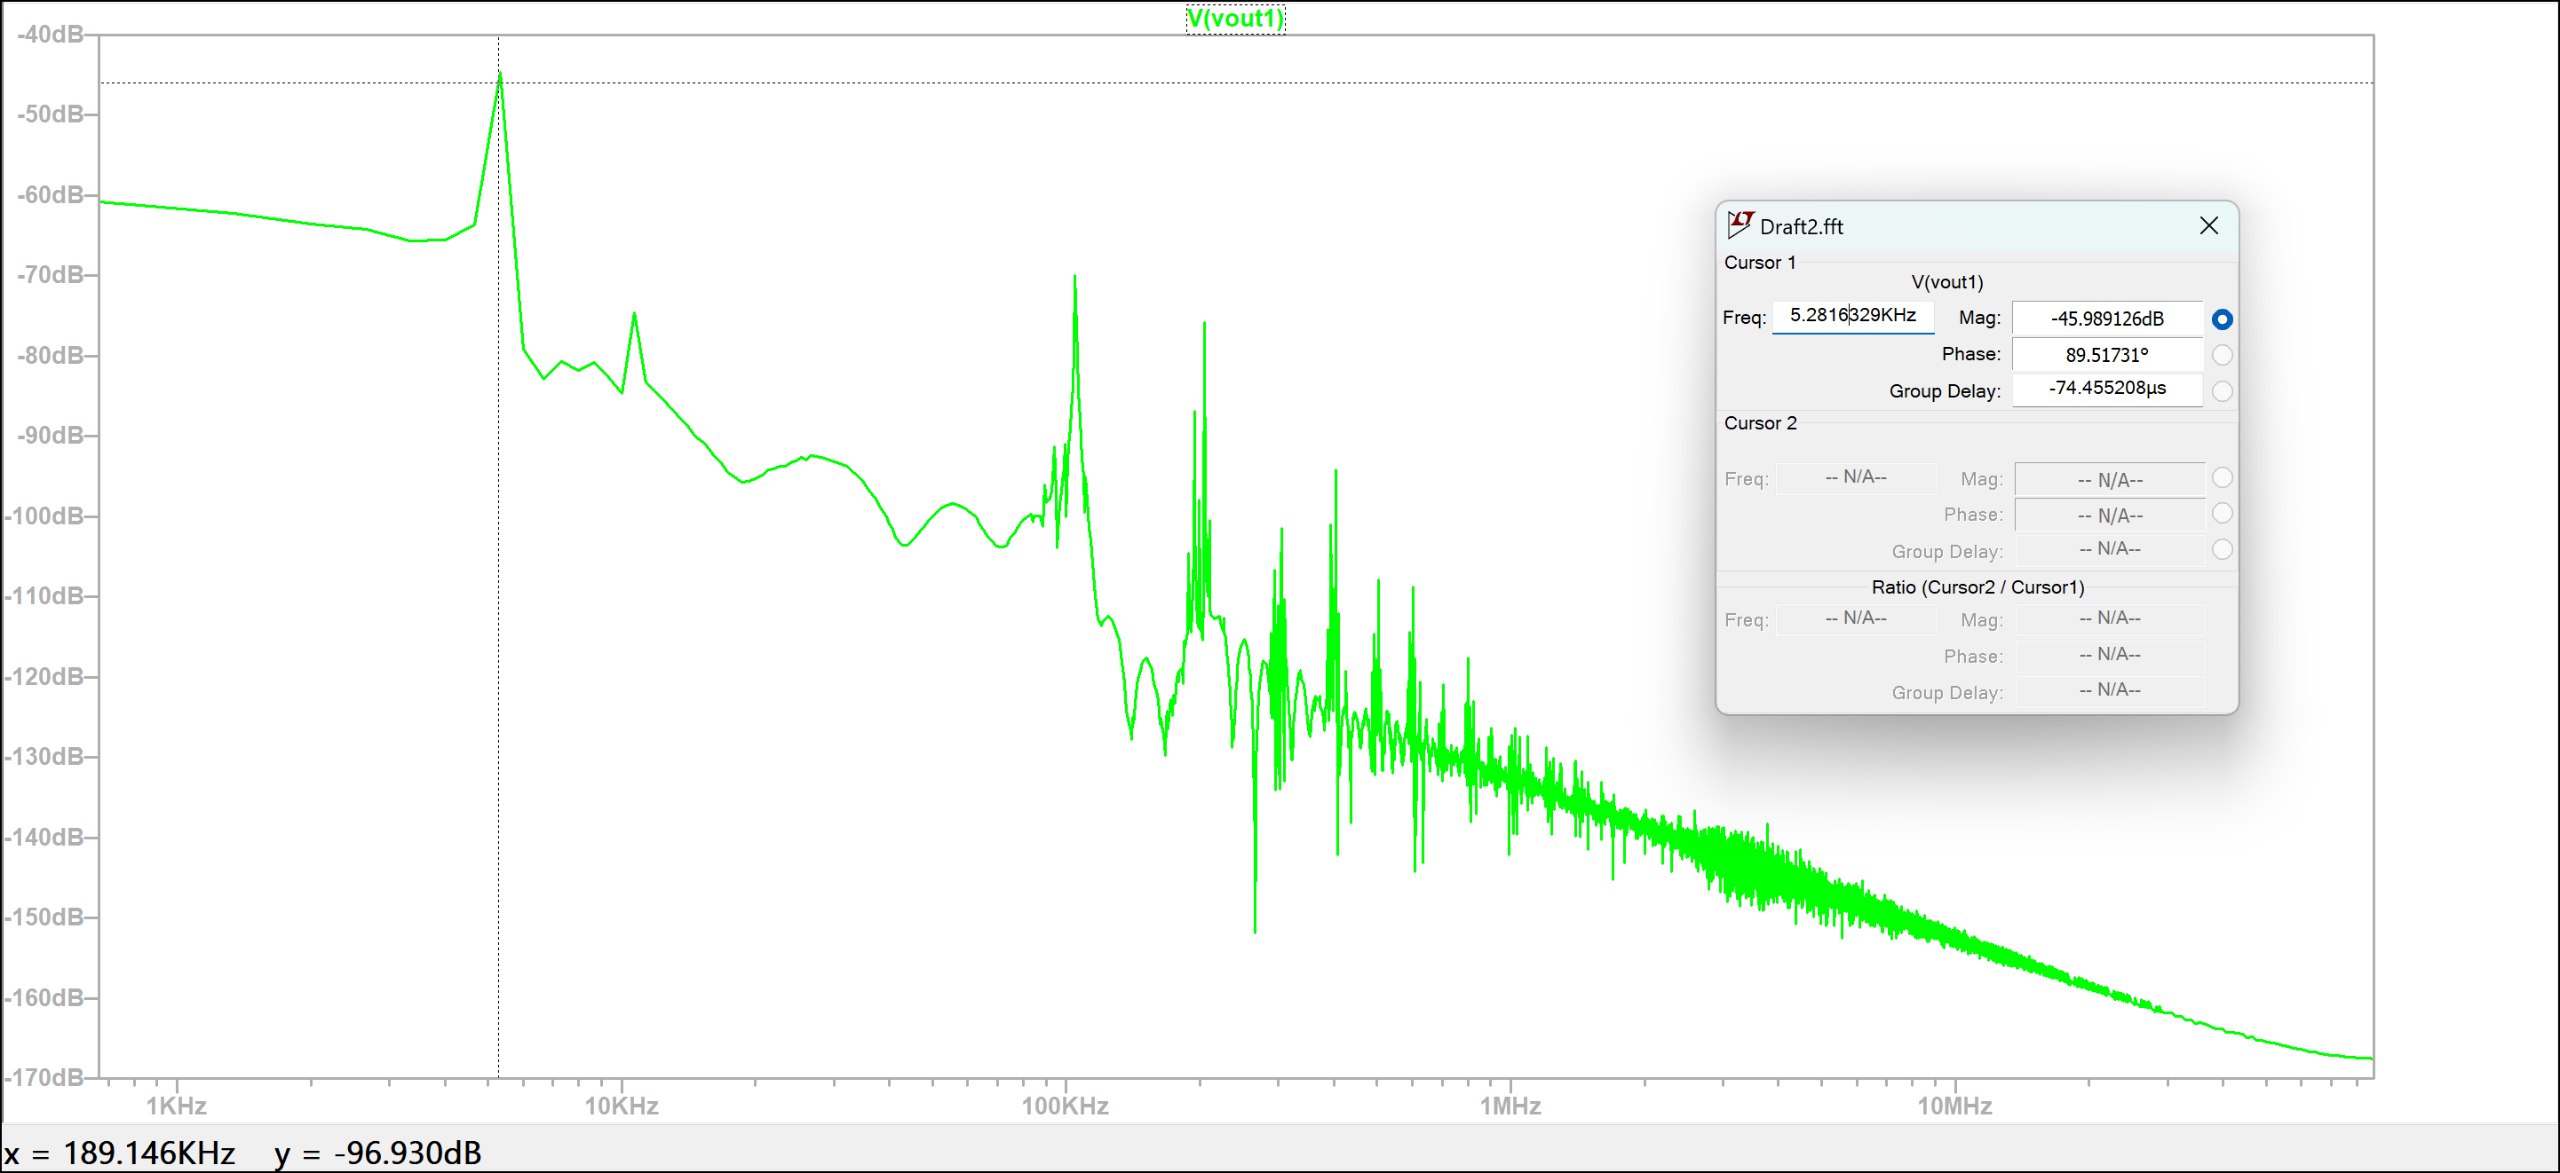 V(vout1)
-40dB
-50dB
-60dB
-70dB
-80dB
-90dB
-100dB
-110dB
-120dB
-130dB
-140dB
-150dB
-160dB
-170dB
1KHz 10KHz 100KHz 1MHz 10MHz
LT Draft2.fft
Cursor 1
V(vout1)
Freq: 5.2816329KHz Mag: -45.989126dB
Phase: 89.51731°
Group Delay: -74.455208µs
Cursor 2
Freq: -- N/A-- Mag: -- N/A--
Phase: -- N/A--
Group Delay: -- N/A--
Ratio (Cursor2 / Cursor1)
Freq: -- N/A-- Mag: -- N/A--
Phase: -- N/A--
Group Delay: -- N/A--
x = 189.146KHz y = -96.930dB